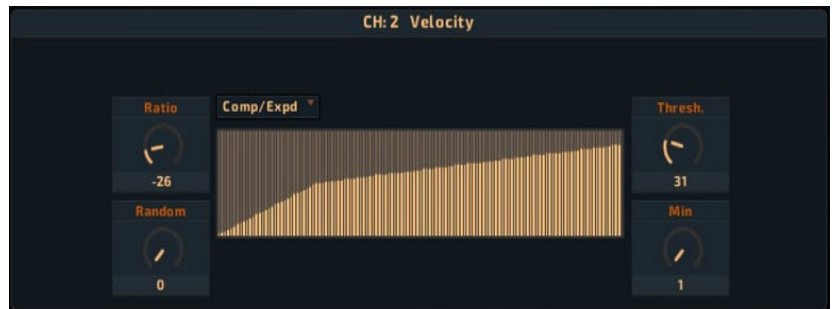 CH: 2 Velocity
Ratio
Comp/Expd
Thresh.
-26
31
Random
Min
0
1